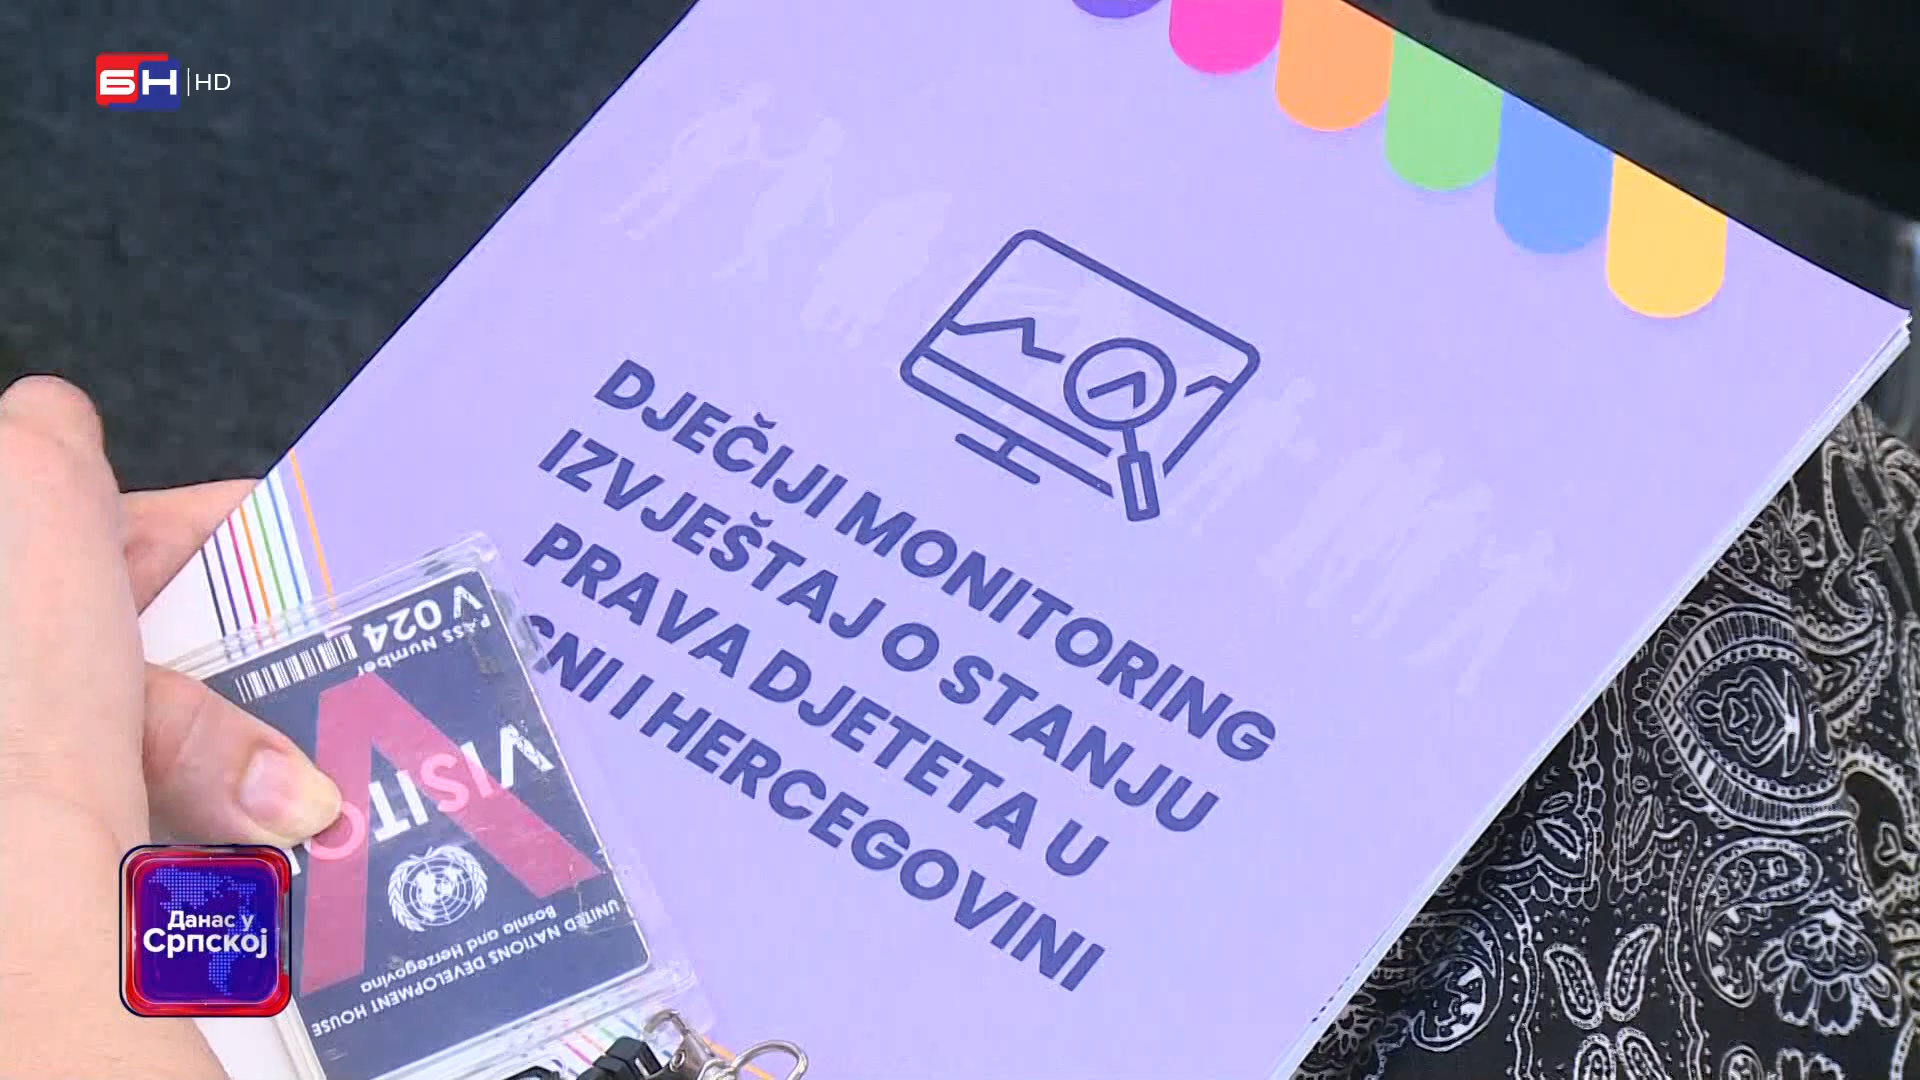 БН HD
DJEČIJI MONITORING
IZVJEŠTAJ O STANJU
PRAVA DJETETA U
SNI I HERCEGOVINI
V 024
PASS Number
VISITO
UNITED NATIONS DEVELOPMENT HOUSE
Bosnia and Herzegovina
Данас у
Српској